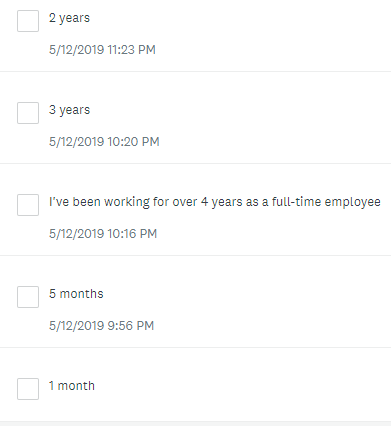 2 years
5/12/2019 11:23 PM
3 years
5/12/2019 10:20 PM
I've been working for over 4 years as a full-time employee
5/12/2019 10:16 PM
5 months
5/12/2019 9:56 PM
1 month